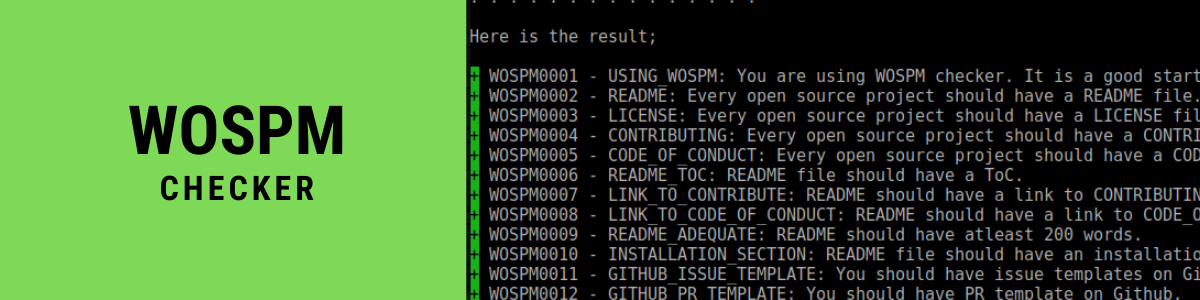 WOSPM
CHECKER
Here is the result;
+ WOSPM0001 - USING_WOSPM: You are using WOSPM checker. It is a good start
+ WOSPM0002 - README: Every open source project should have a README file.
+ WOSPM0003 - LICENSE: Every open source project should have a LICENSE fil
+ WOSPM0004 - CONTRIBUTING: Every open source project should have a CONTRI
+ WOSPM0005 - CODE_OF_CONDUCT: Every open source project should have a COD
+ WOSPM0006 - README_TOC: README file should have a ToC.
+ WOSPM0007 - LINK_TO_CONTRIBUTE: README should have a link to CONTRIBUTIN
+ WOSPM0008 - LINK_TO_CODE_OF_CONDUCT: README should have a link to CODE_O
+ WOSPM0009 - README_ADEQUATE: README should have atleast 200 words.
+ WOSPM0010 - INSTALLATION_SECTION: README file should have an installatio
+ WOSPM0011 - GITHUB_ISSUE_TEMPLATE: You should have issue templates on Gi
+ WOSPM0012 - GITHUB_PR_TEMPLATE: You should have PR template on Github.